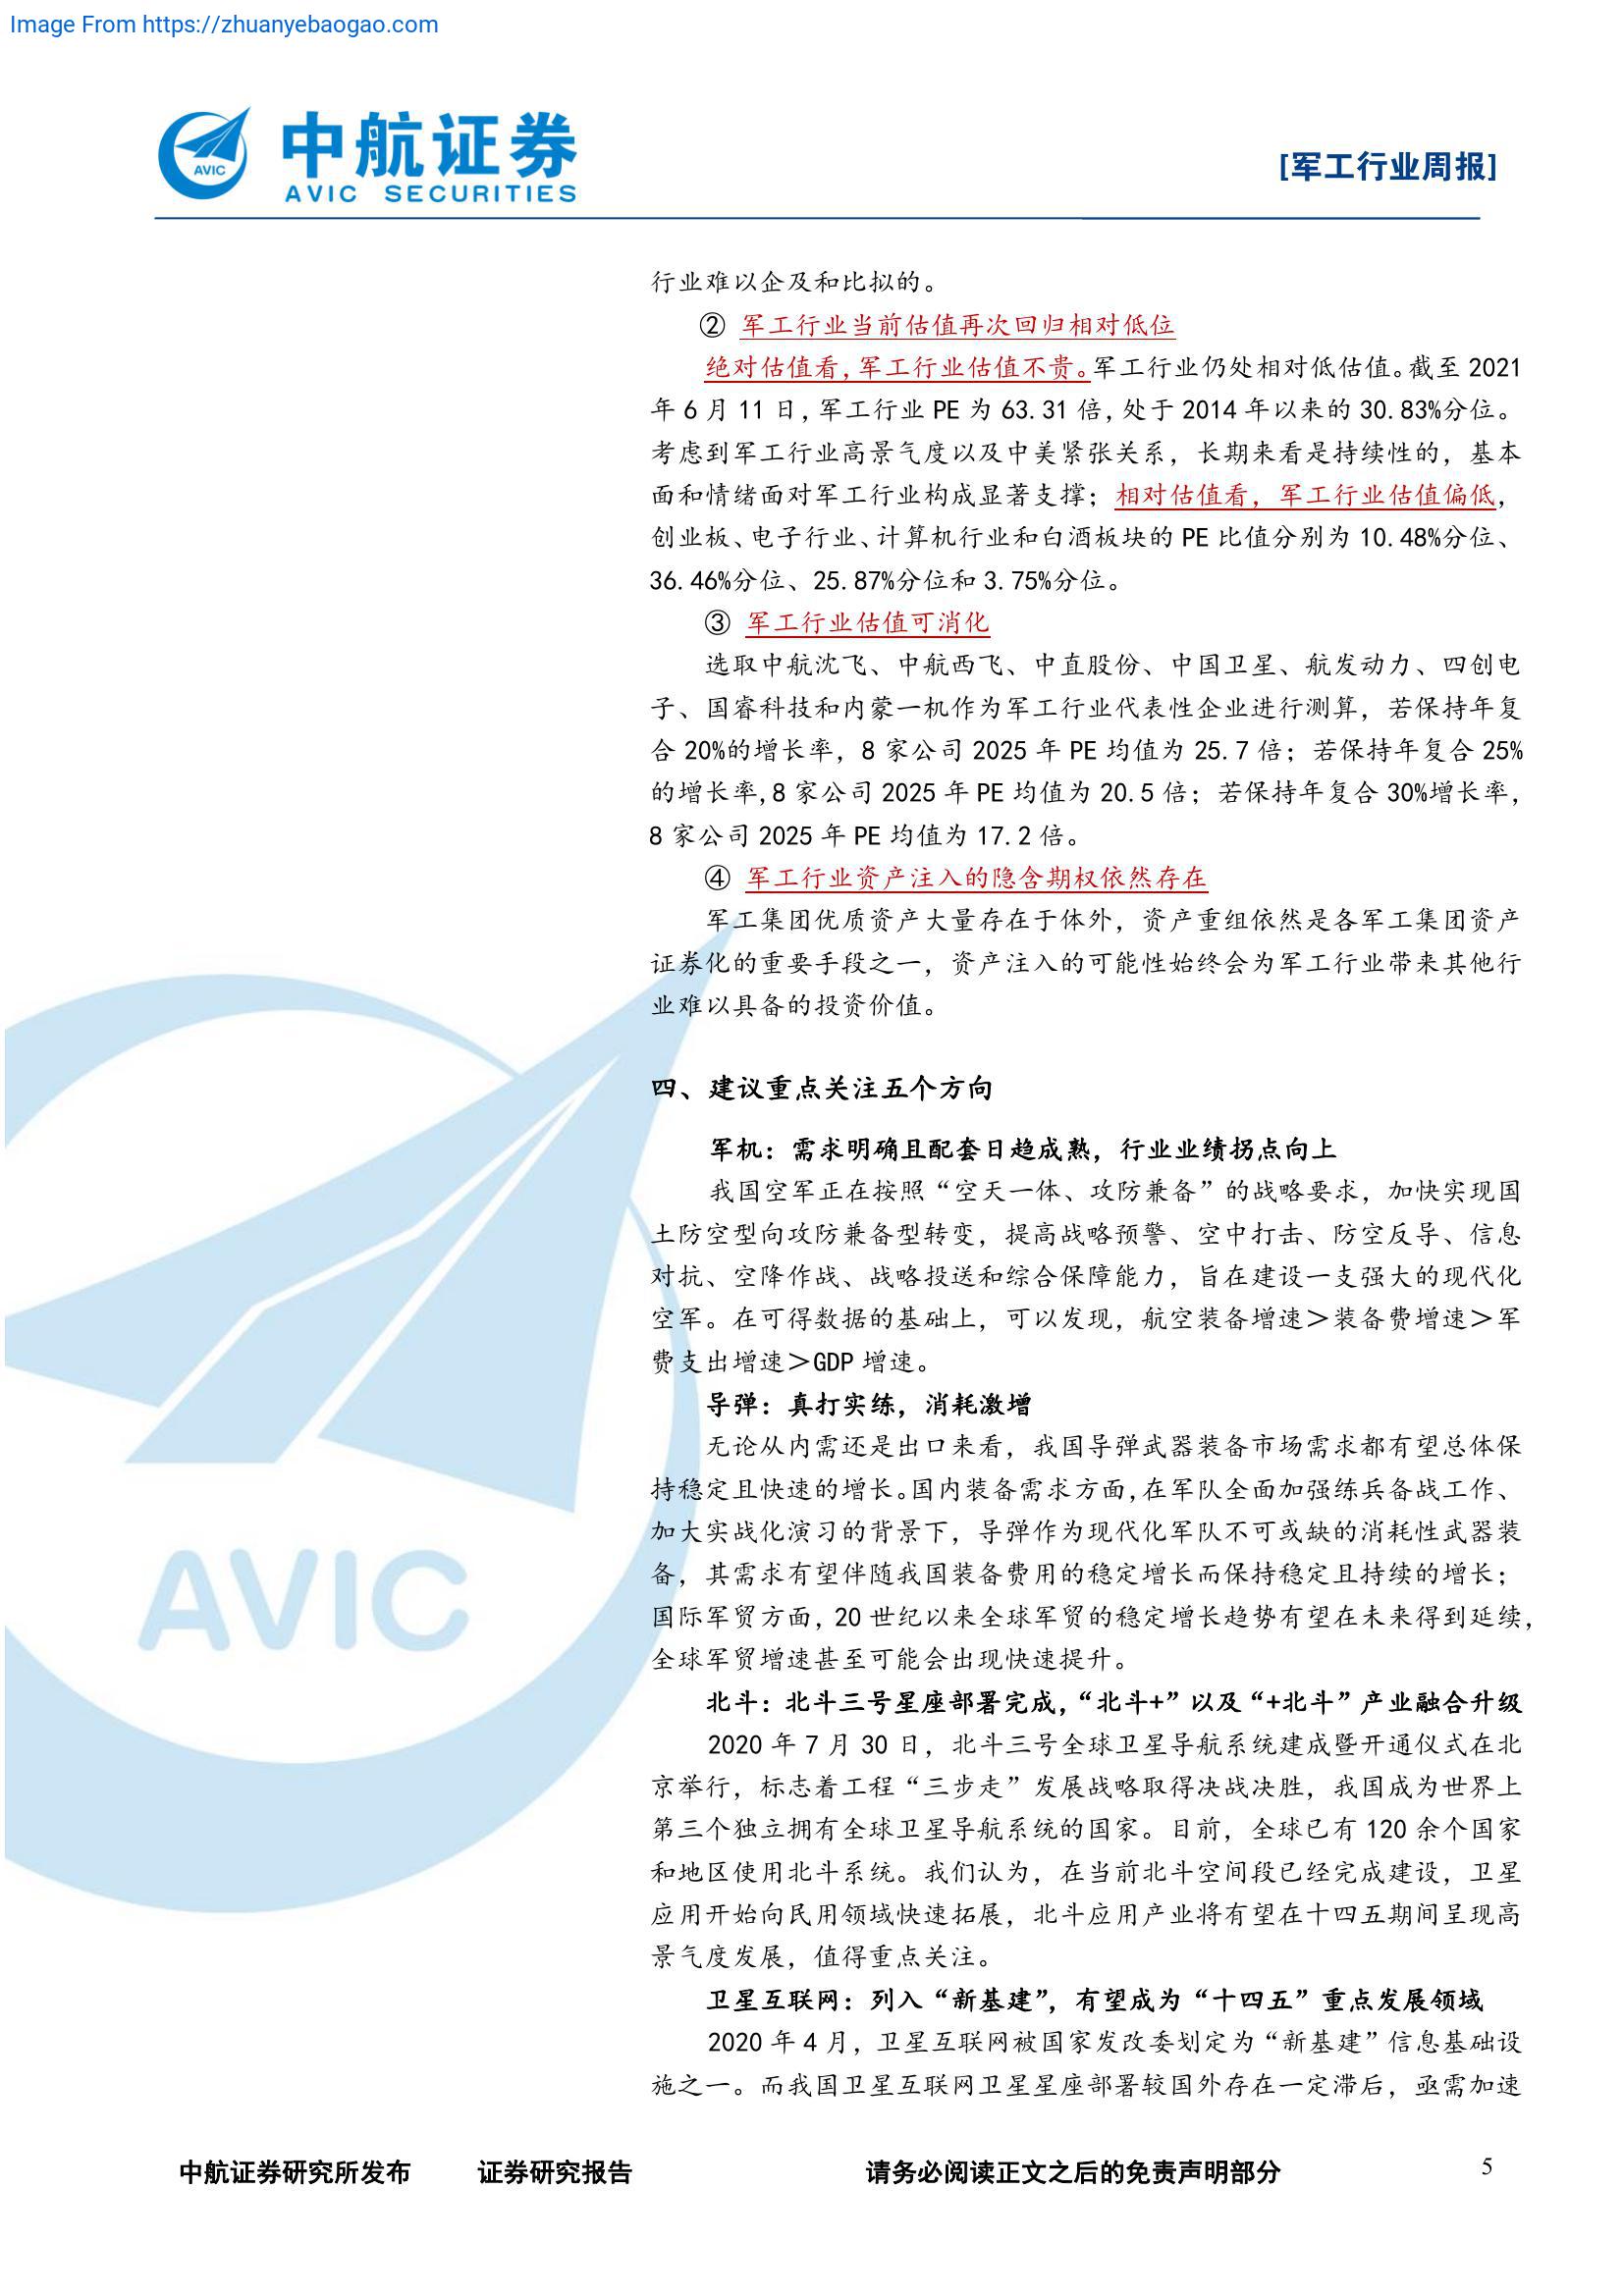 Image From https://zhuanyebaogao.com
AVIC
中航证券
AVIC SECURITIES
[军工行业周报]
行业难以企及和比拟的。
② 军工行业当前估值再次回归相对低位
绝对估值看,军工行业估值不贵。军工行业仍处相对低估值。截至 2021
年 6 月 11 日,军工行业 PE 为 63.31 倍,处于 2014 年以来的 30.83%分位。
考虑到军工行业高景气度以及中美紧张关系，长期来看是持续性的，基本
面和情绪面对军工行业构成显著支撑；相对估值看，军工行业估值偏低，
创业板、电子行业、计算机行业和白酒板块的 PE 比值分别为 10.48%分位、
36.46%分位、25.87%分位和 3.75%分位。
③ 军工行业估值可消化
选取中航沈飞、中航西飞、中直股份、中国卫星、航发动力、四创电
子、国睿科技和内蒙一机作为军工行业代表性企业进行测算，若保持年复
合 20%的增长率，8 家公司 2025 年 PE 均值为 25.7 倍；若保持年复合 25%
的增长率,8 家公司 2025 年 PE 均值为 20.5 倍；若保持年复合 30%增长率，
8 家公司 2025 年 PE 均值为 17.2 倍。
④ 军工行业资产注入的隐含期权依然存在
军工集团优质资产大量存在于体外，资产重组依然是各军工集团资产
证券化的重要手段之一，资产注入的可能性始终会为军工行业带来其他行
业难以具备的投资价值。
四、建议重点关注五个方向
军机：需求明确且配套日趋成熟，行业业绩拐点向上
我国空军正在按照“空天一体、攻防兼备”的战略要求，加快实现国
土防空型向攻防兼备型转变，提高战略预警、空中打击、防空反导、信息
对抗、空降作战、战略投送和综合保障能力，旨在建设一支强大的现代化
空军。在可得数据的基础上，可以发现，航空装备增速＞装备费增速＞军
费支出增速＞GDP 增速。
导弹：真打实练，消耗激增
无论从内需还是出口来看，我国导弹武器装备市场需求都有望总体保
持稳定且快速的增长。国内装备需求方面,在军队全面加强练兵备战工作、
加大实战化演习的背景下，导弹作为现代化军队不可或缺的消耗性武器装
备，其需求有望伴随我国装备费用的稳定增长而保持稳定且持续的增长；
国际军贸方面，20 世纪以来全球军贸的稳定增长趋势有望在未来得到延续，
全球军贸增速甚至可能会出现快速提升。
北斗：北斗三号星座部署完成，“北斗+”以及“+北斗”产业融合升级
2020 年 7 月 30 日，北斗三号全球卫星导航系统建成暨开通仪式在北
京举行，标志着工程“三步走”发展战略取得决战决胜，我国成为世界上
第三个独立拥有全球卫星导航系统的国家。目前，全球已有 120 余个国家
和地区使用北斗系统。我们认为，在当前北斗空间段已经完成建设，卫星
应用开始向民用领域快速拓展，北斗应用产业将有望在十四五期间呈现高
景气度发展，值得重点关注。
卫星互联网：列入“新基建”，有望成为“十四五”重点发展领域
2020 年 4 月，卫星互联网被国家发改委划定为“新基建”信息基础设
施之一。而我国卫星互联网卫星星座部署较国外存在一定滞后，亟需加速
AVIC
中航证券研究所发布 证券研究报告 请务必阅读正文之后的免责声明部分 5